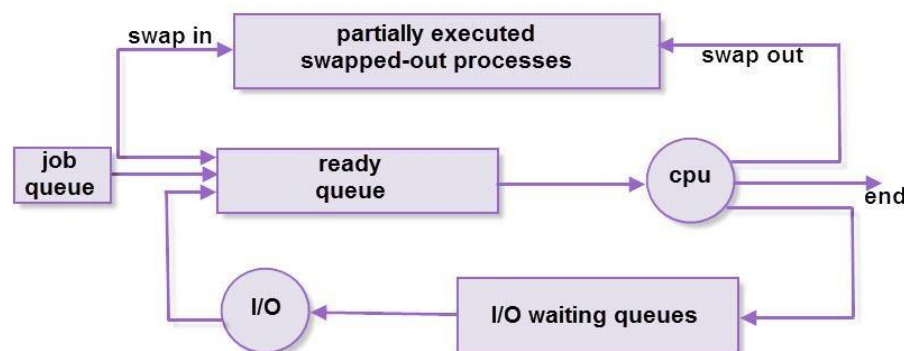 swap in
partially executed
swapped-out processes
swap out
job
queue
ready
queue
cpu
end
I/O
I/O waiting queues